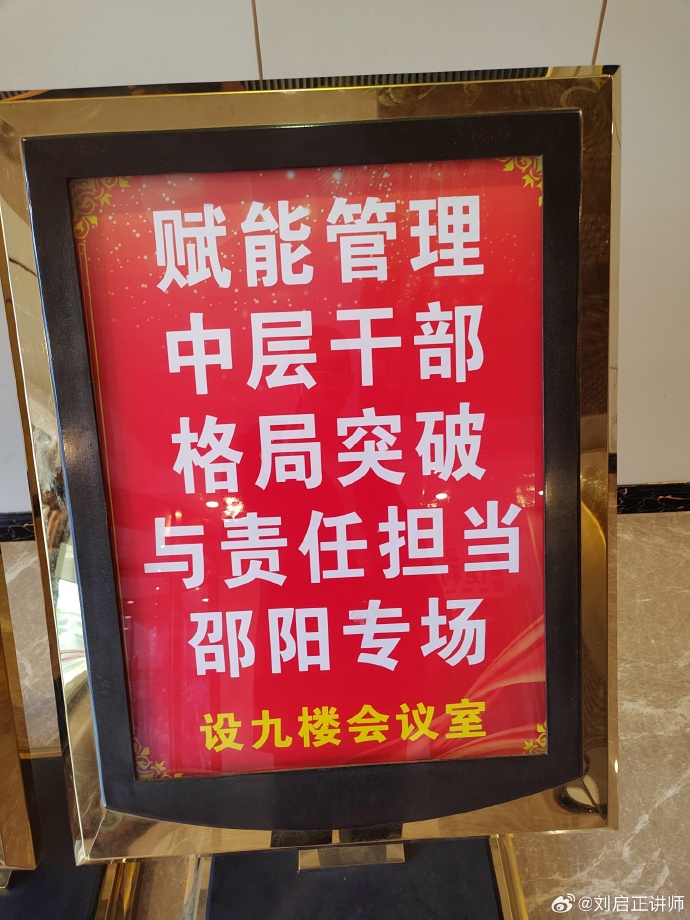 赋能管理
中层干部
格局突破
与责任担当
邵阳专场
设九楼会议室
@刘启正讲师